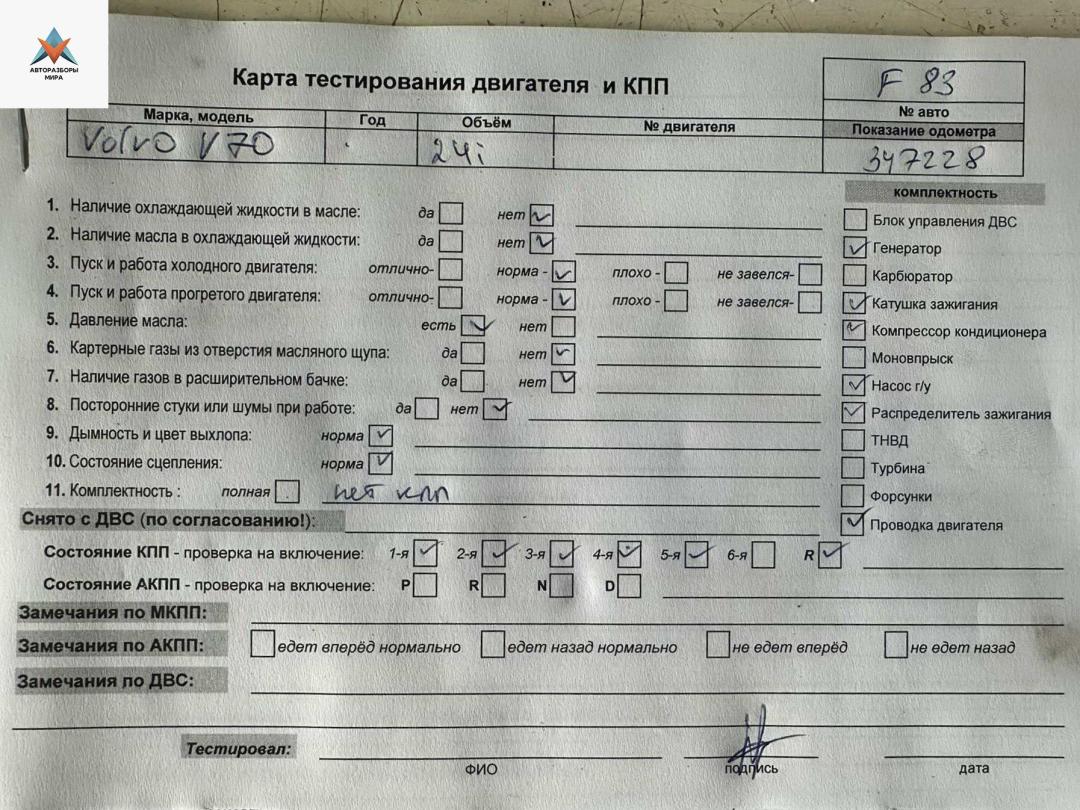 АВТОРАЗБОРЫ
МИРА
Карта тестирования двигателя и КПП
F 83
№ авто
Марка, модель Год Объём № двигателя Показание одометра
Volvo V70 2,4i 347228
комплектность
1. Наличие охлаждающей жидкости в масле: да нет
Блок управления ДВС
2. Наличие масла в охлаждающей жидкости: да нет
Генератор
3. Пуск и работа холодного двигателя: отлично- норма - плохо - не завелся-
Карбюратор
4. Пуск и работа прогретого двигателя: отлично- норма - плохо - не завелся-
Катушка зажигания
5. Давление масла: есть нет
Компрессор кондиционера
6. Картерные газы из отверстия масляного щупа: да нет
Моновпрыск
7. Наличие газов в расширительном бачке: да нет
Насос г/у
8. Посторонние стуки или шумы при работе: да нет
Распределитель зажигания
9. Дымность и цвет выхлопа: норма
ТНВД
10. Состояние сцепления: норма
Турбина
11. Комплектность : полная нет кпп
Форсунки
Снято с ДВС (по согласованию!):
Проводка двигателя
Состояние КПП - проверка на включение: 1-я 2-я 3-я 4-я 5-я 6-я R
Состояние АКПП - проверка на включение: P R N D
Замечания по МКПП:
Замечания по АКПП: едет вперёд нормально едет назад нормально не едет вперёд не едет назад
Замечания по ДВС:
Тестировал:
ФИО подпись дата